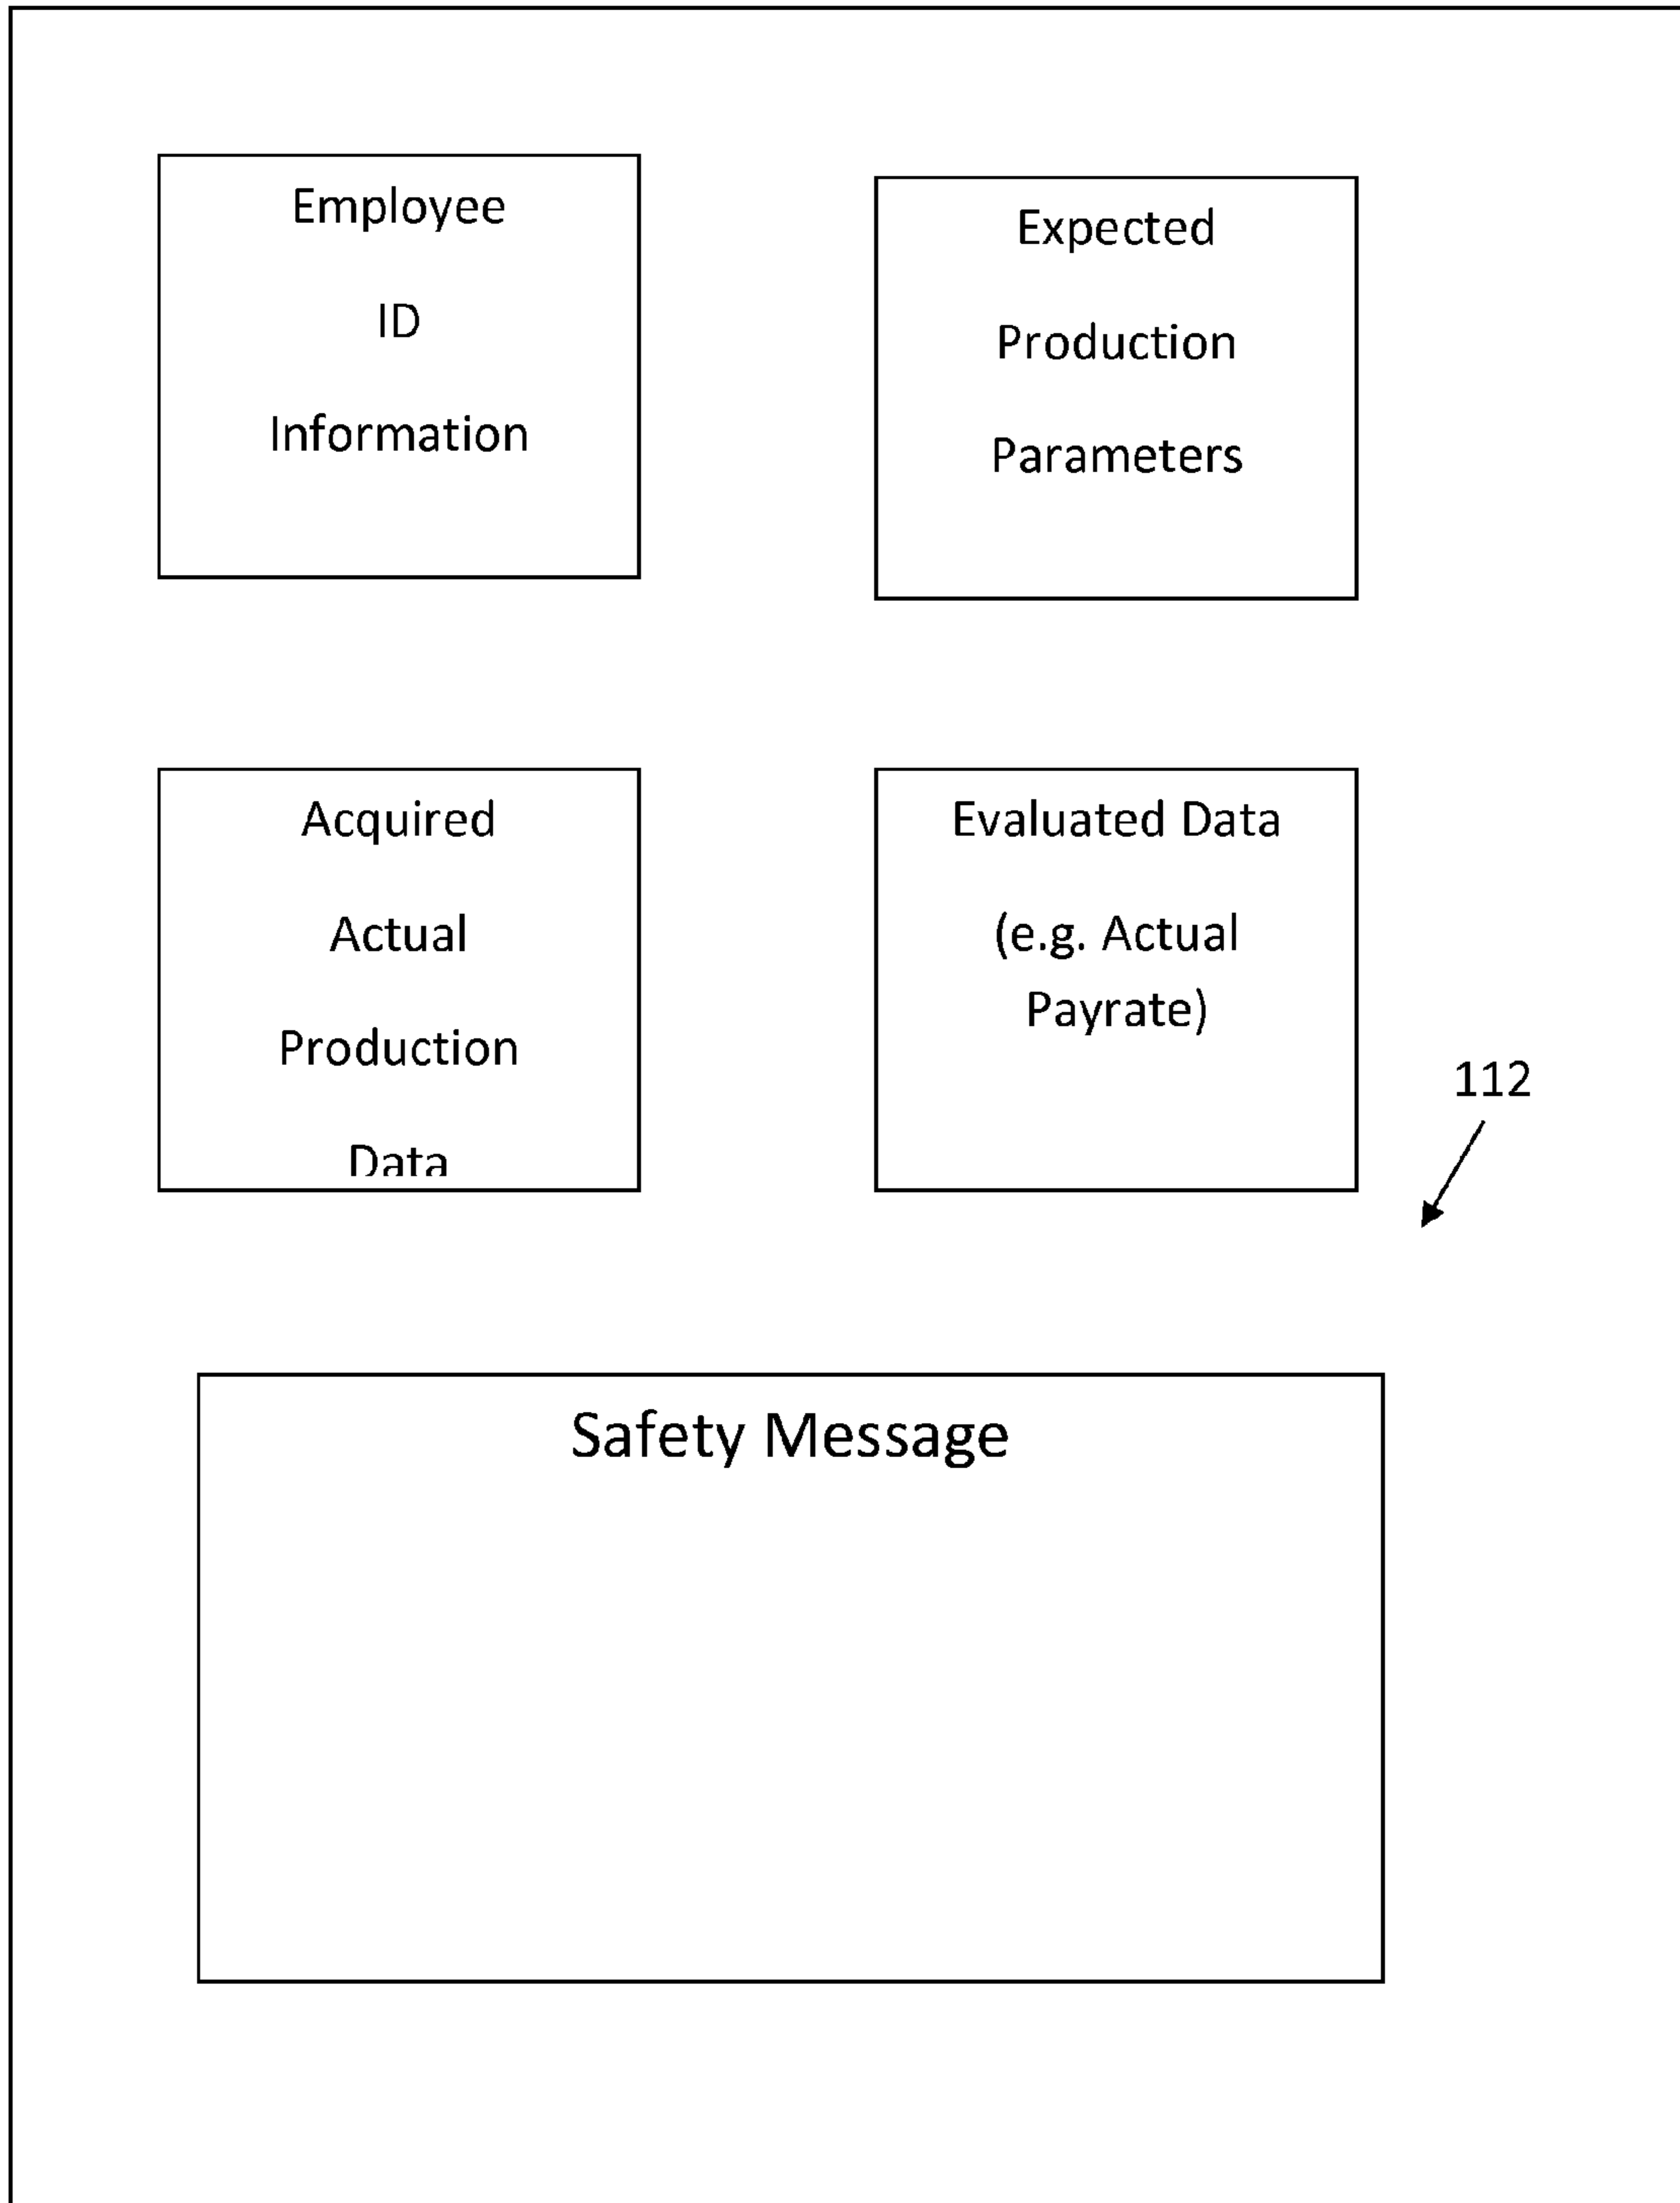 Employee
ID
Information
Expected
Production
Parameters
Acquired
Actual
Production
Data
Evaluated Data
(e.g. Actual
Payrate)
112
Safety Message